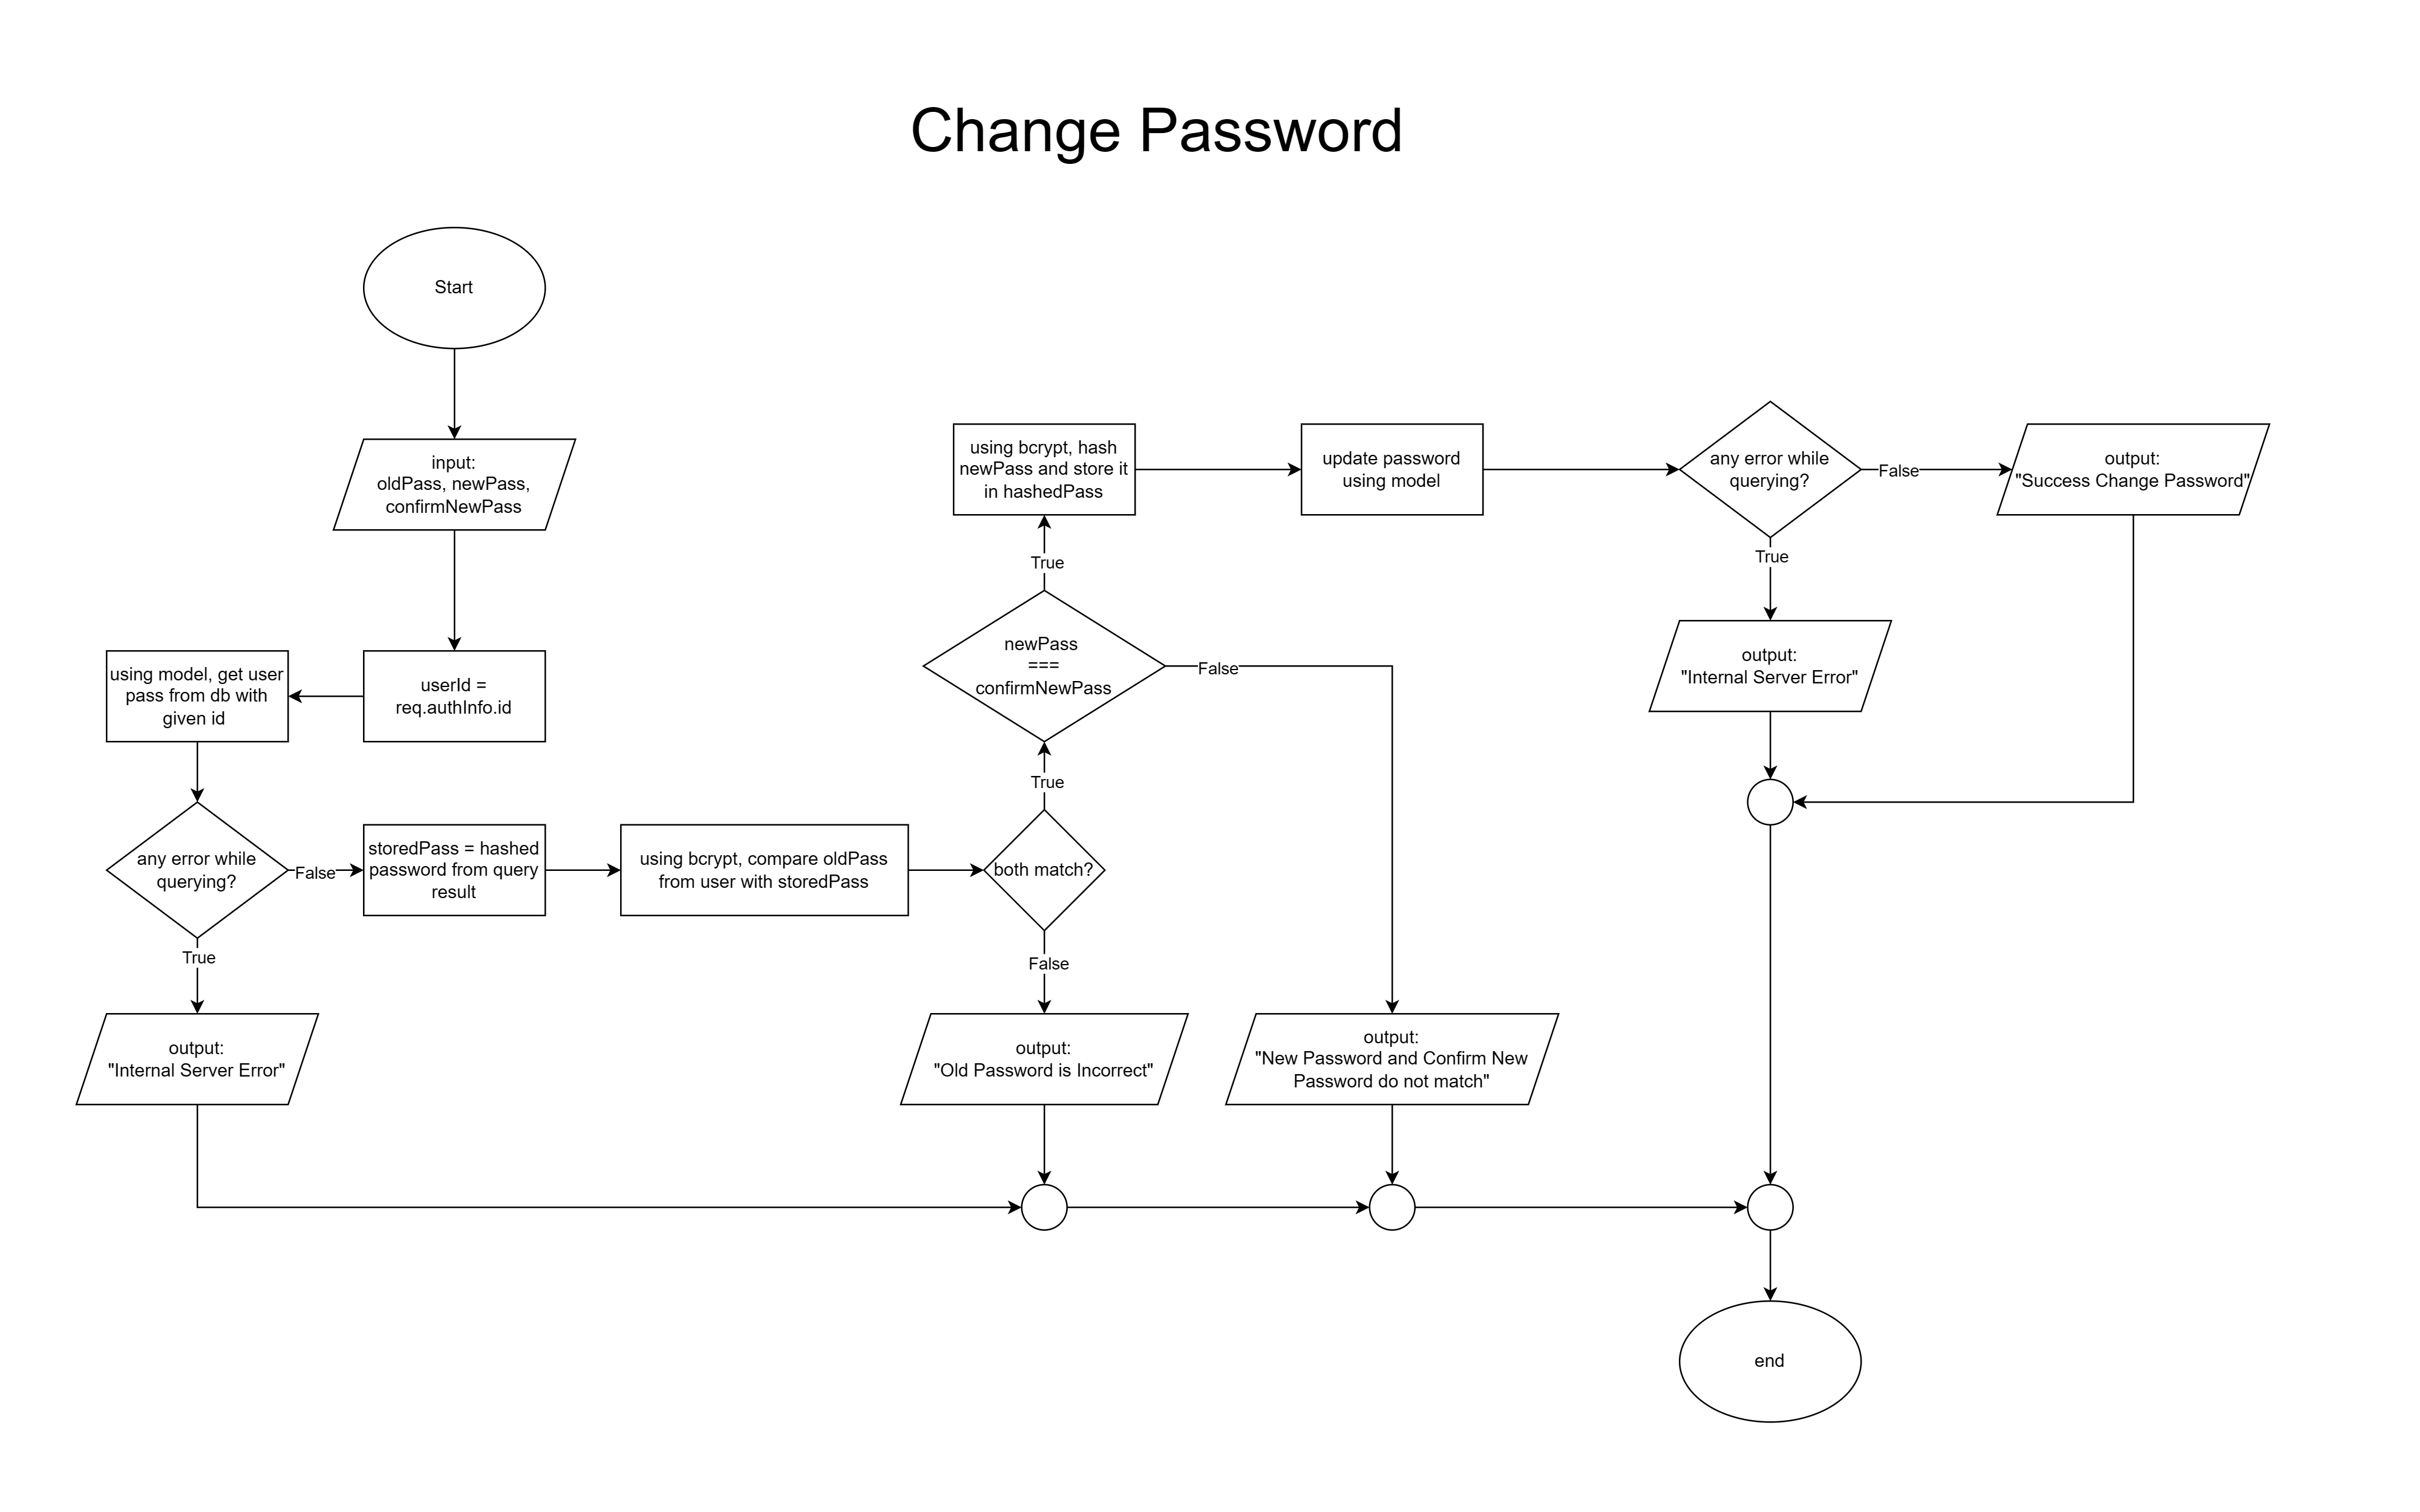 Change Password
Start
input:
oldPass, newPass,
confirmNewPass
userId =
req.authInfo.id
using model, get user
pass from db with
given id
any error while
querying?
False
True
output:
"Internal Server Error"
storedPass = hashed
password from query
result
using bcrypt, compare oldPass
from user with storedPass
both match?
False
output:
"Old Password is Incorrect"
True
newPass
===
confirmNewPass
False
output:
"New Password and Confirm New
Password do not match"
True
using bcrypt, hash
newPass and store it
in hashedPass
update password
using model
any error while
querying?
False
output:
"Success Change Password"
True
output:
"Internal Server Error"
end